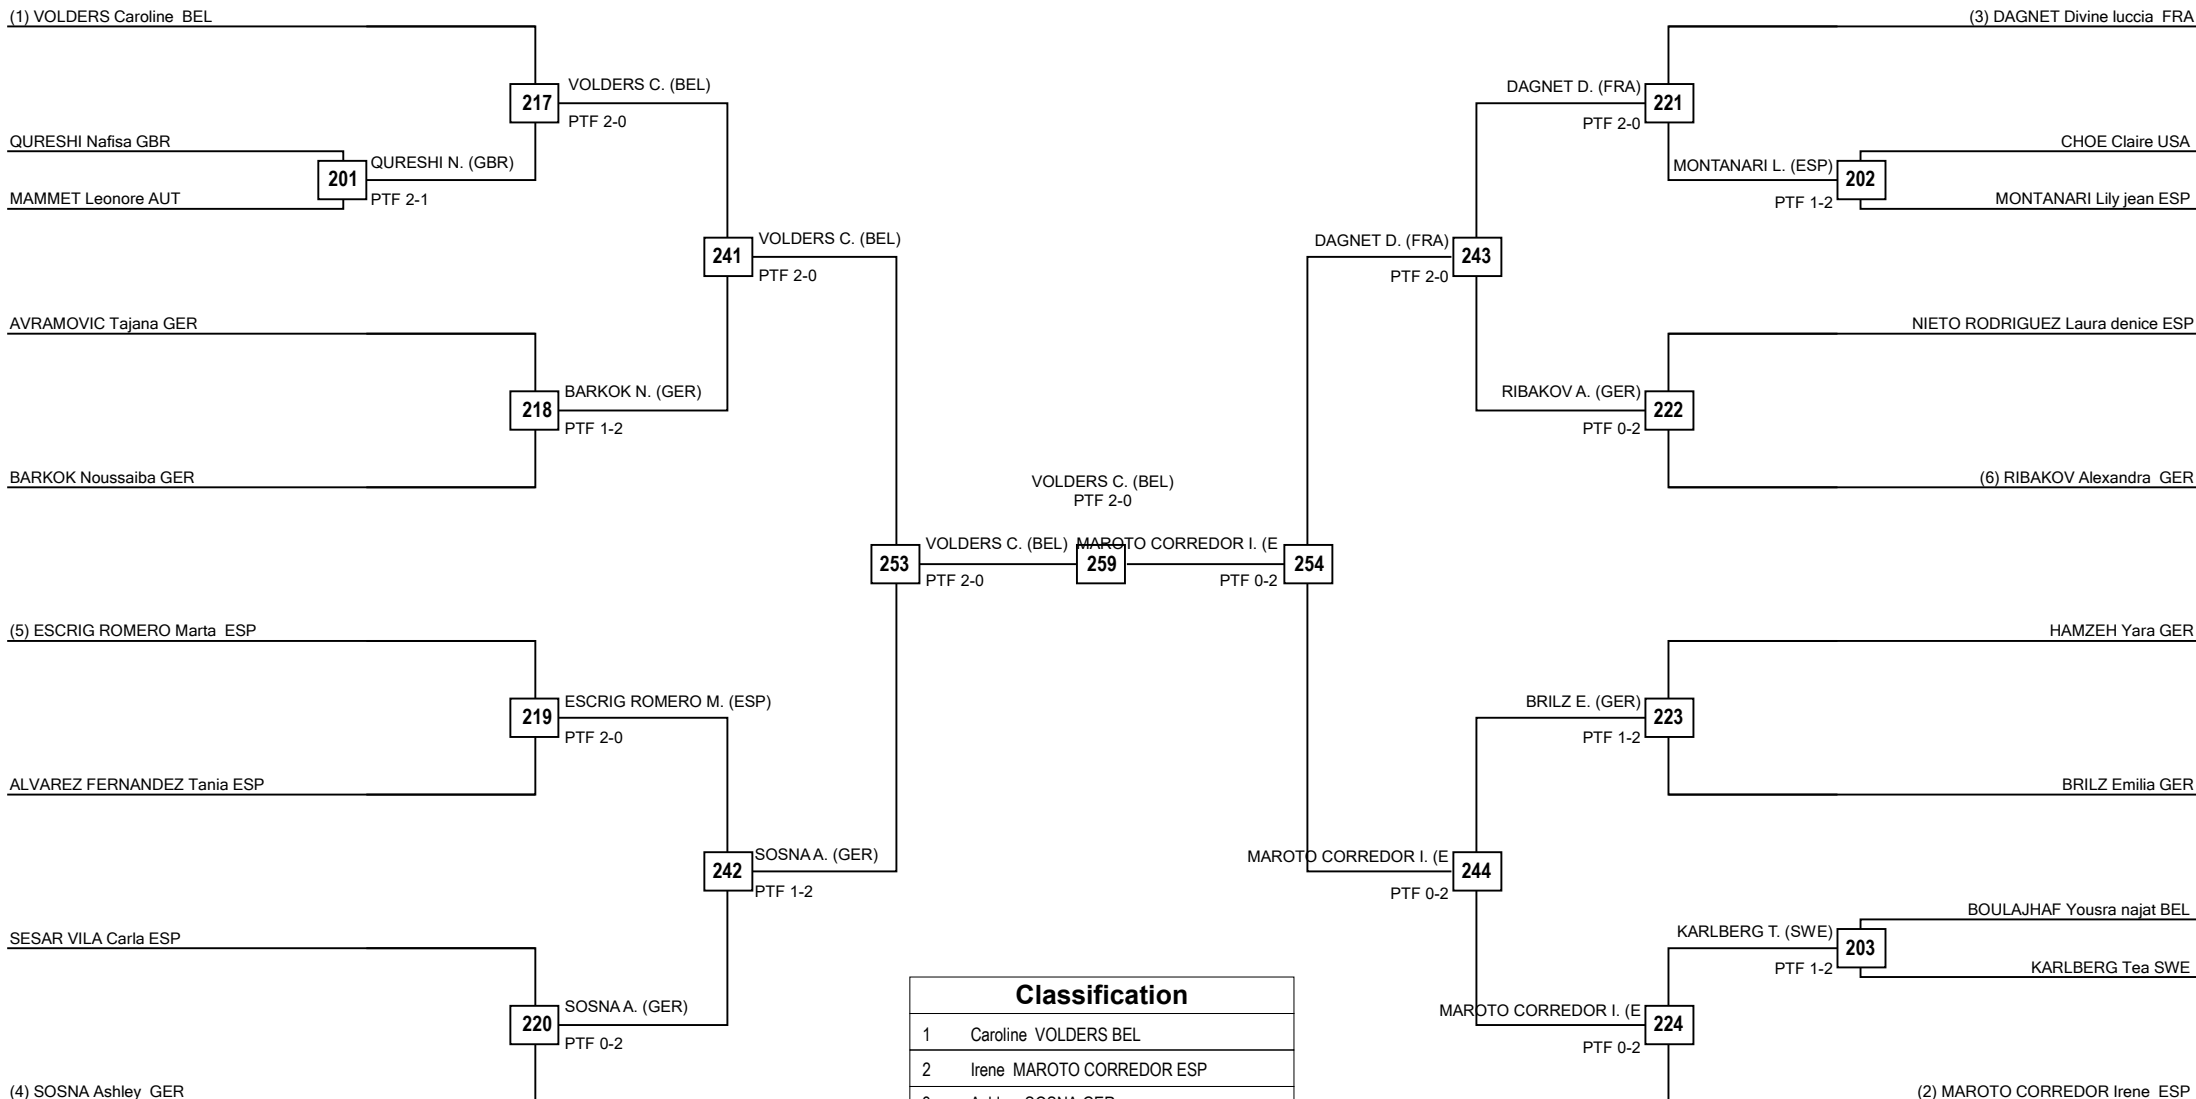 (1) VOLDERS Caroline BEL
217
VOLDERS C. (BEL)
PTF 2-0
QURESHI Nafisa GBR
201
QURESHI N. (GBR)
PTF 2-1
MAMMET Leonore AUT
241
VOLDERS C. (BEL)
PTF 2-0
AVRAMOVIC Tajana GER
218
BARKOK N. (GER)
PTF 1-2
BARKOK Noussaiba GER
253
VOLDERS C. (BEL)
PTF 2-0
(5) ESCRIG ROMERO Marta ESP
219
ESCRIG ROMERO M. (ESP)
PTF 2-0
ALVAREZ FERNANDEZ Tania ESP
242
SOSNA A. (GER)
PTF 1-2
SESAR VILA Carla ESP
220
SOSNA A. (GER)
PTF 0-2
(4) SOSNA Ashley GER
VOLDERS C. (BEL)
PTF 2-0
259
(3) DAGNET Divine luccia FRA
DAGNET D. (FRA)
221
PTF 2-0
CHOE Claire USA
MONTANARI L. (ESP)
202
PTF 1-2
MONTANARI Lily jean ESP
DAGNET D. (FRA)
243
PTF 2-0
NIETO RODRIGUEZ Laura denice ESP
RIBAKOV A. (GER)
222
PTF 0-2
(6) RIBAKOV Alexandra GER
MAROTO CORREDOR I. (E
254
PTF 0-2
HAMZEH Yara GER
BRILZ E. (GER)
223
PTF 1-2
BRILZ Emilia GER
MAROTO CORREDOR I. (E
244
PTF 0-2
BOULAJHAF Yousra najat BEL
KARLBERG T. (SWE)
203
PTF 1-2
KARLBERG Tea SWE
MAROTO CORREDOR I. (E
224
PTF 0-2
(2) MAROTO CORREDOR Irene ESP
Classification
1 Caroline VOLDERS BEL
2 Irene MAROTO CORREDOR ESP